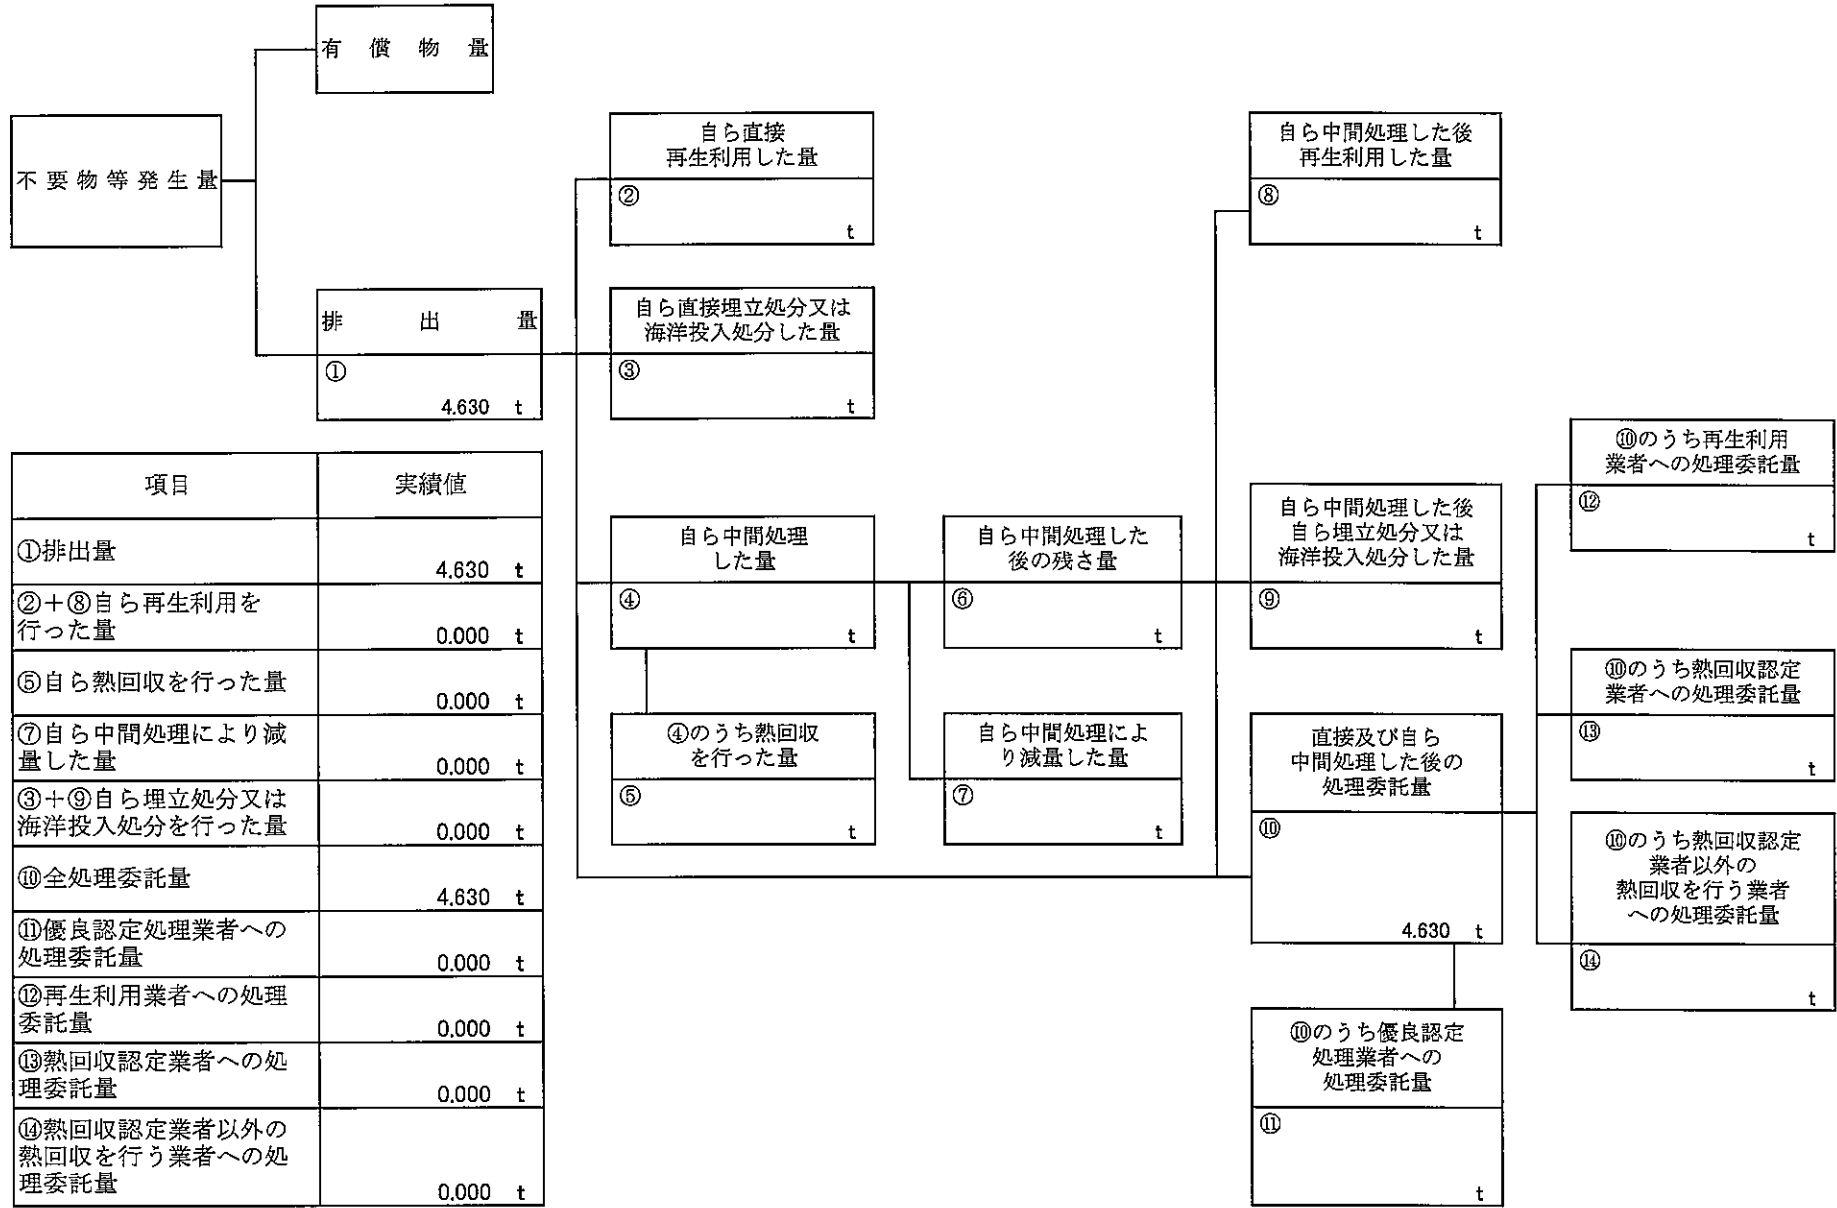 有償物量
不要物等発生量
排出量
①
4.630 t
自ら直接
再生利用した量
②
t
自ら直接埋立処分又は
海洋投入処分した量
③
t
自ら中間処理
した量
④
t
④のうち熱回収
を行った量
⑤
t
自ら中間処理した
後の残さ量
⑥
t
自ら中間処理によ
り減量した量
⑦
t
自ら中間処理した後
再生利用した量
⑧
t
自ら中間処理した後
自ら埋立処分又は
海洋投入処分した量
⑨
t
直接及び自ら
中間処理した後の
処理委託量
⑩
4.630 t
⑩のうち優良認定
処理業者への
処理委託量
⑪
t
⑩のうち再生利用
業者への処理委託量
⑫
t
⑩のうち熱回収認定
業者への処理委託量
⑬
t
⑩のうち熱回収認定
業者以外の
熱回収を行う業者
への処理委託量
⑭
t
項目 実績値
①排出量
4.630 t
②＋⑧自ら再生利用を
行った量
0.000 t
⑤自ら熱回収を行った量
0.000 t
⑦自ら中間処理により減
量した量
0.000 t
③＋⑨自ら埋立処分又は
海洋投入処分を行った量
0.000 t
⑩全処理委託量
4.630 t
⑪優良認定処理業者への
処理委託量
0.000 t
⑫再生利用業者への処理
委託量
0.000 t
⑬熱回収認定業者への処
理委託量
0.000 t
⑭熱回収認定業者以外の
熱回収を行う業者への処
理委託量
0.000 t